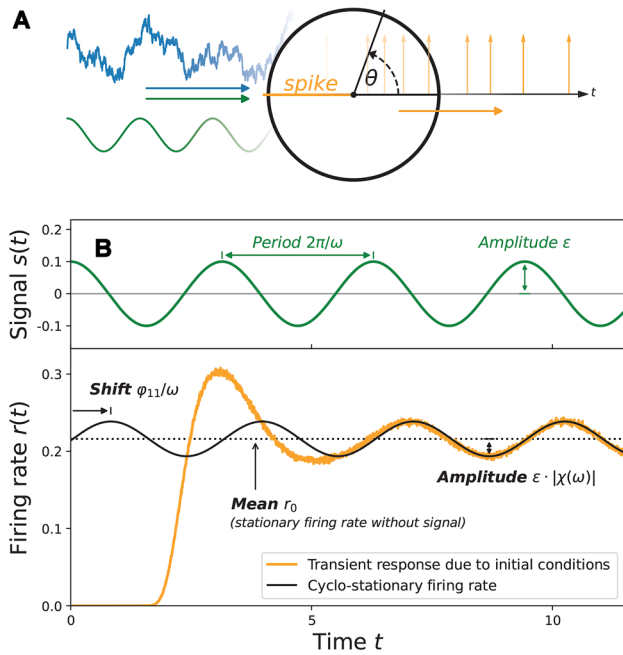 A
spike
θ
t
B
Signal s(t)
0.2
0.1
0
-0.1
Period 2π/ω
Amplitude ε
Firing rate r(t)
0.3
0.2
0.1
0.0
Shift φ₁₁/ω
Mean r₀
(stationary firing rate without signal)
Amplitude ε · |χ(ω)|
Transient response due to initial conditions
Cyclo-stationary firing rate
0
5
10
Time t